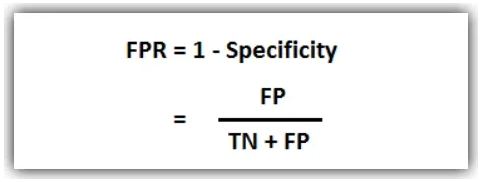 FPR = 1 - Specificity
= FP
TN + FP